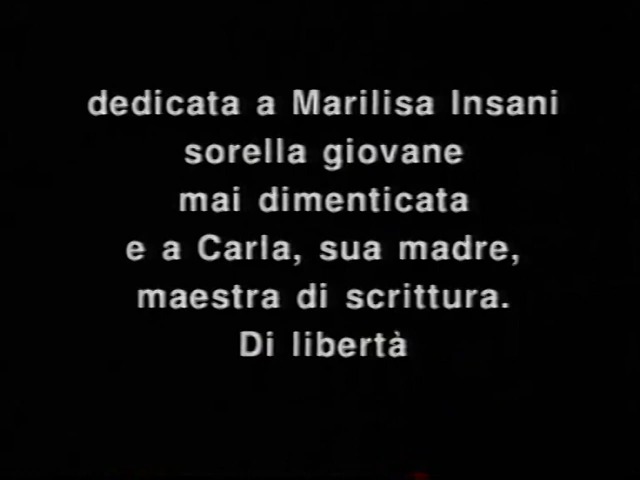 dedicata a Marilisa Insani
sorella giovane
mai dimenticata
e a Carla, sua madre,
maestra di scrittura.
Di libertà